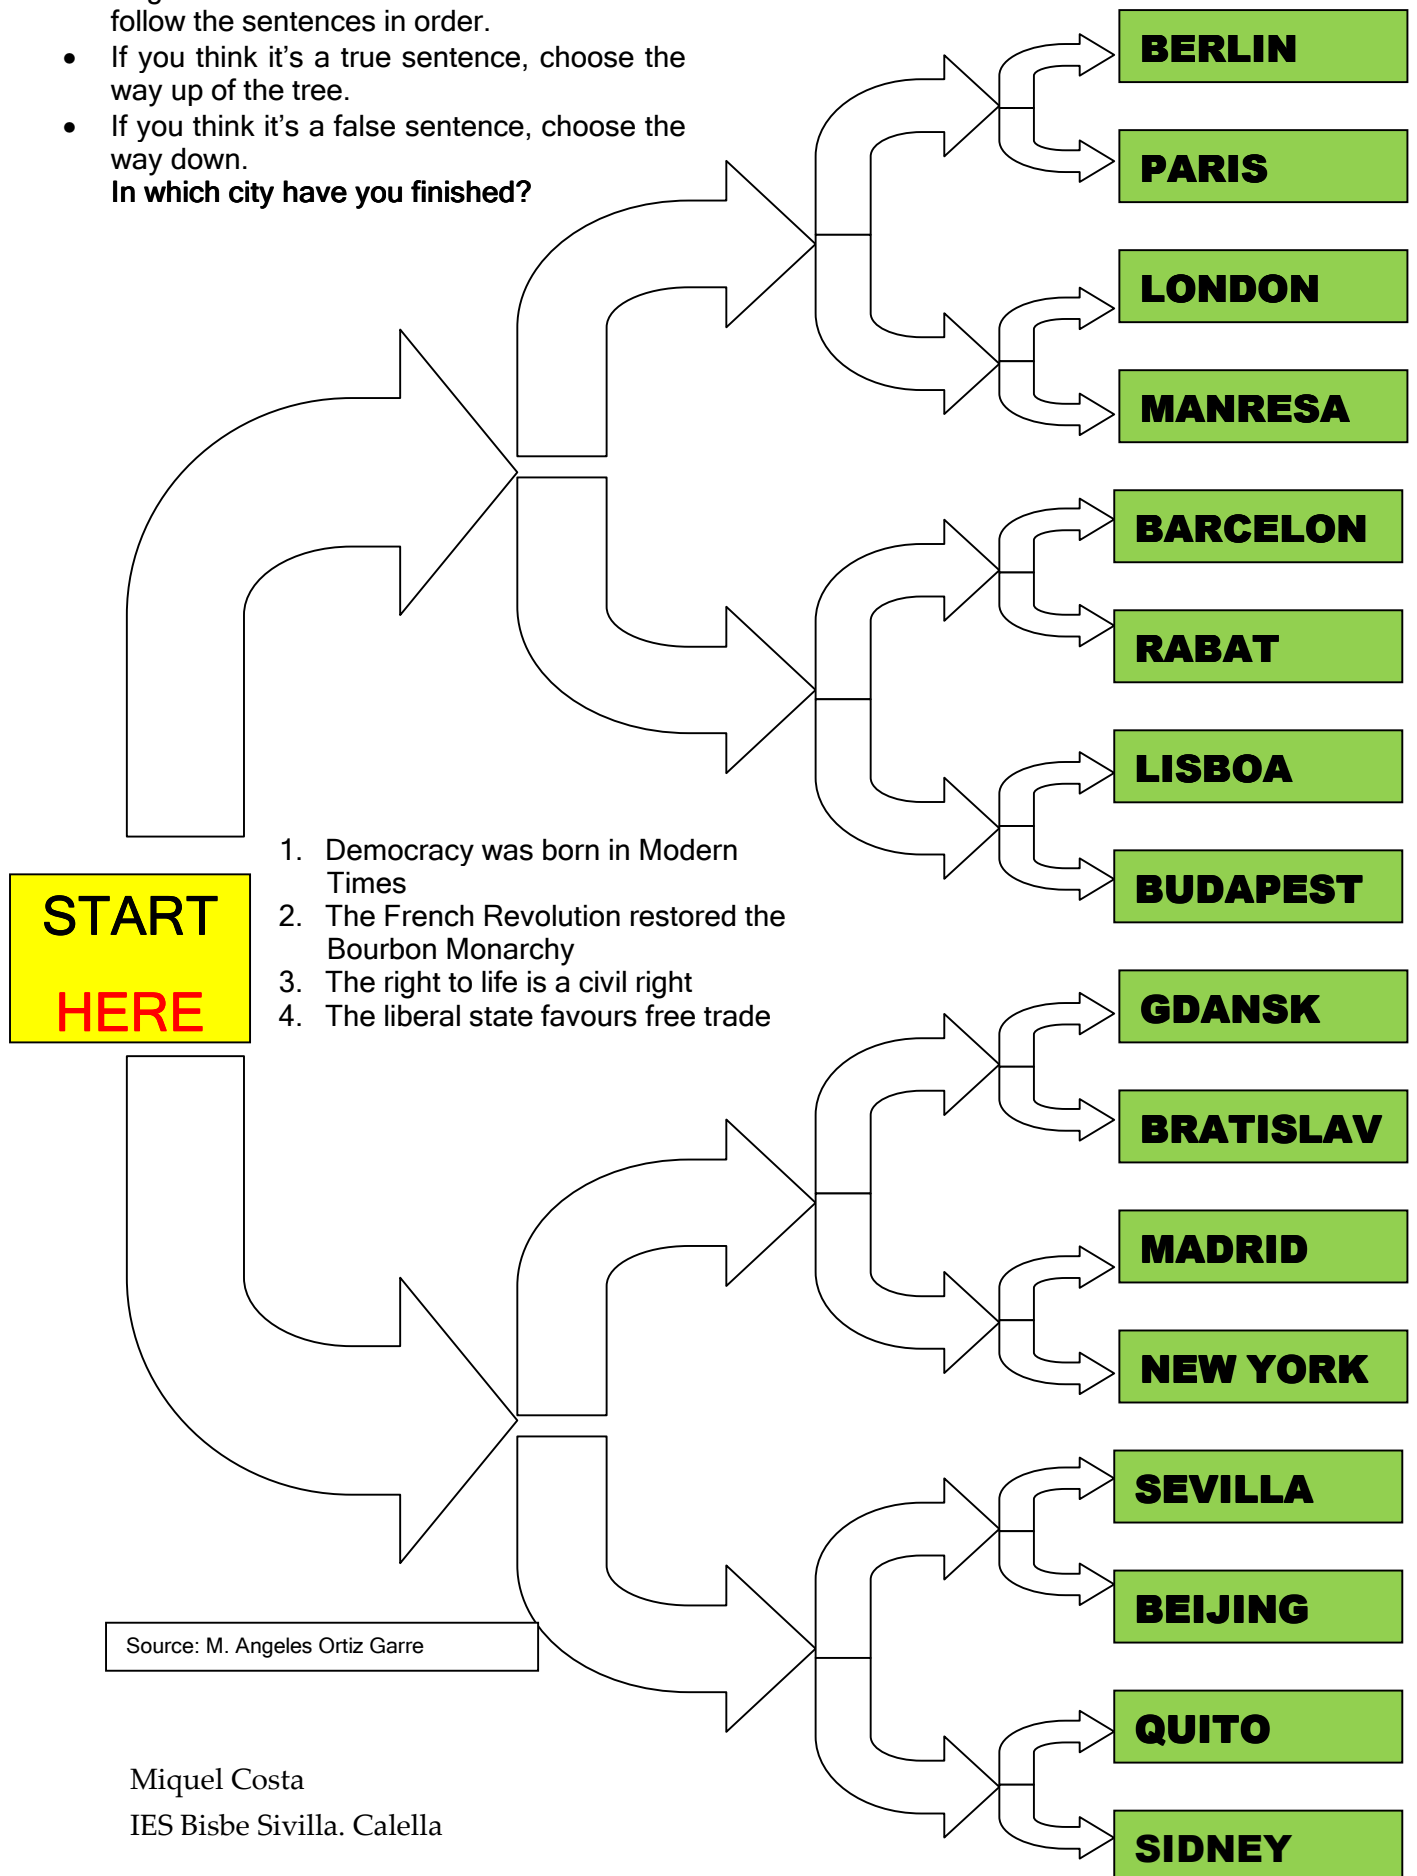 follow the sentences in order.
• If you think it's a true sentence, choose the
way up of the tree.
• If you think it's a false sentence, choose the
way down.
In which city have you finished?
BERLIN
PARIS
LONDON
MANRESA
BARCELON
RABAT
LISBOA
BUDAPEST
START
HERE
1. Democracy was born in Modern
Times
2. The French Revolution restored the
Bourbon Monarchy
3. The right to life is a civil right
4. The liberal state favours free trade
GDANSK
BRATISLAV
MADRID
NEW YORK
SEVILLA
BEIJING
QUITO
SIDNEY
Source: M. Angeles Ortiz Garre
Miquel Costa
IES Bisbe Sivilla. Calella